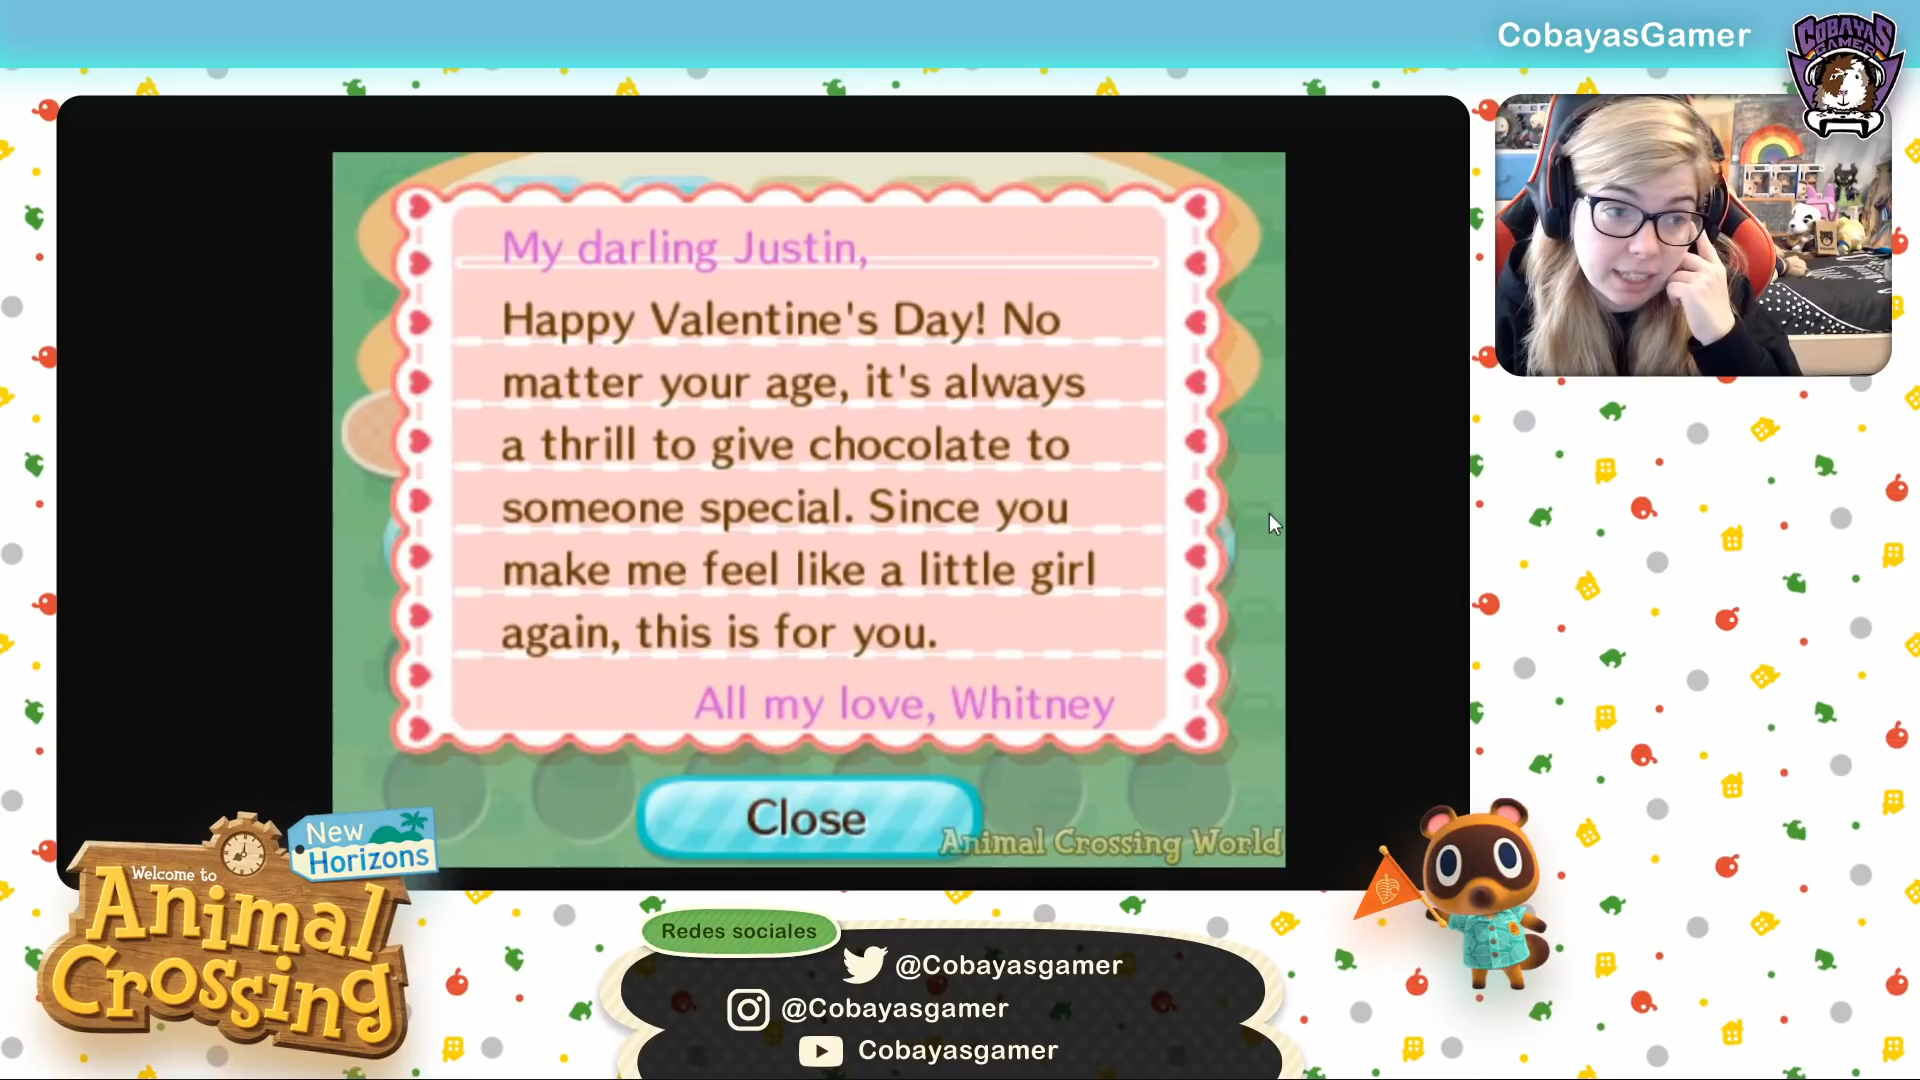 CobayasGamer
COBAYAS
GAMER
My darling Justin,
Happy Valentine's Day! No
matter your age, it's always
a thrill to give chocolate to
someone special. Since you
make me feel like a little girl
again, this is for you.
All my love, Whitney
Close
Animal Crossing World
New
Horizons
Welcome to
Animal
Crossing
Redes sociales
@Cobayasgamer
@Cobayasgamer
Cobayasgamer